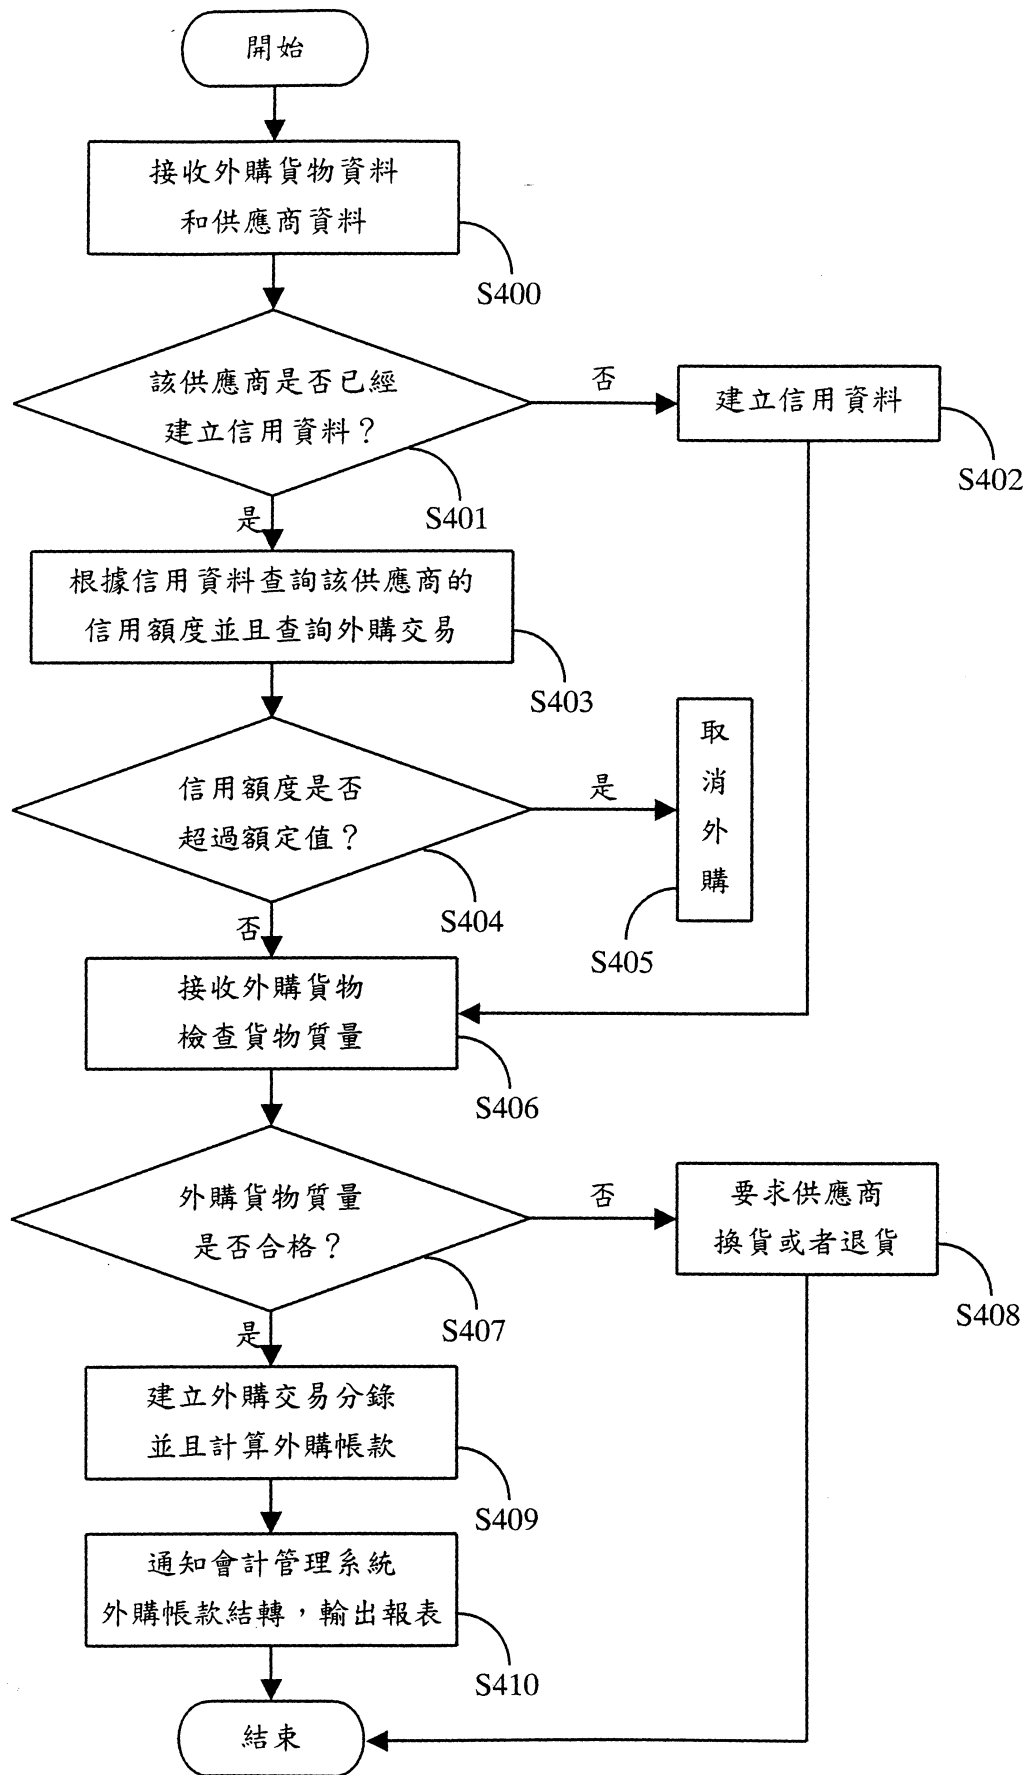 開始
接收外購貨物資料
和供應商資料
S400
該供應商是否已經
建立信用資料？
S401
否
建立信用資料
S402
是
根據信用資料查詢該供應商的
信用額度並且查詢外購交易
S403
信用額度是否
超過額定值？
S404
是
取
消
外
購
S405
否
接收外購貨物
檢查貨物質量
S406
外購貨物質量
是否合格？
S407
否
要求供應商
換貨或者退貨
S408
是
建立外購交易分錄
並且計算外購帳款
S409
通知會計管理系統
外購帳款結轉，輸出報表
S410
結束